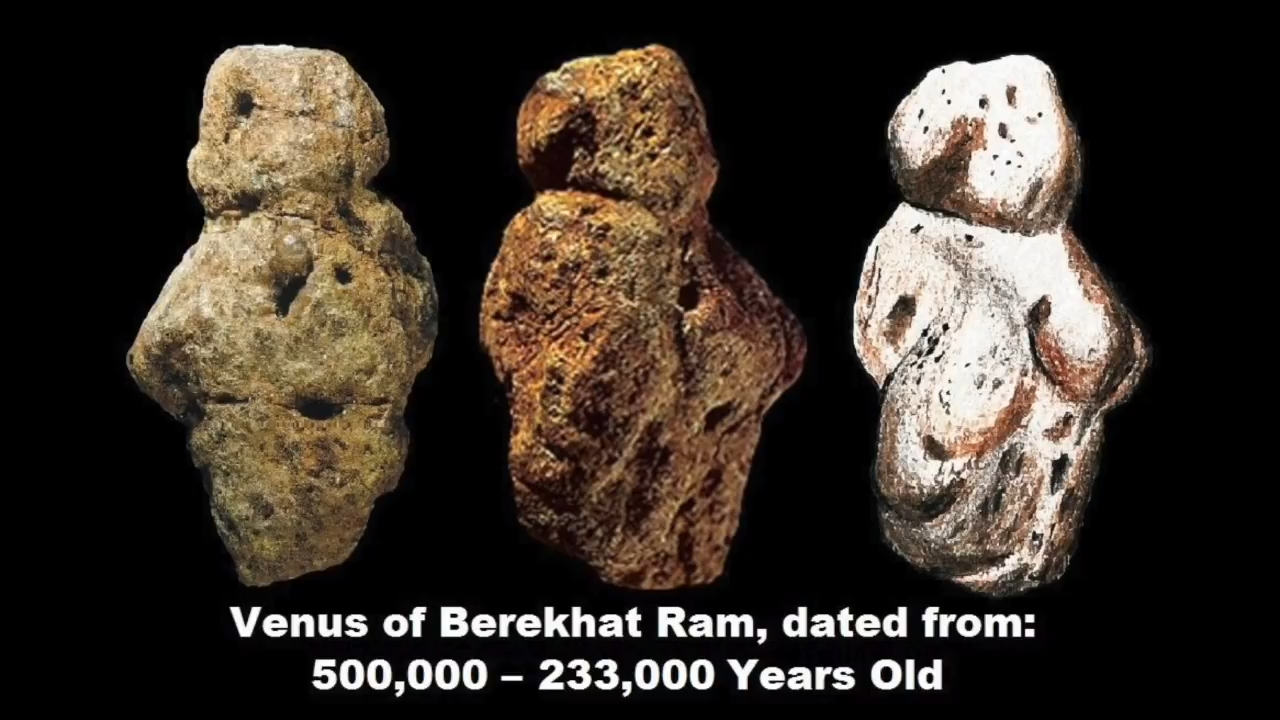 Venus of Berekhat Ram, dated from:
500,000 – 233,000 Years Old